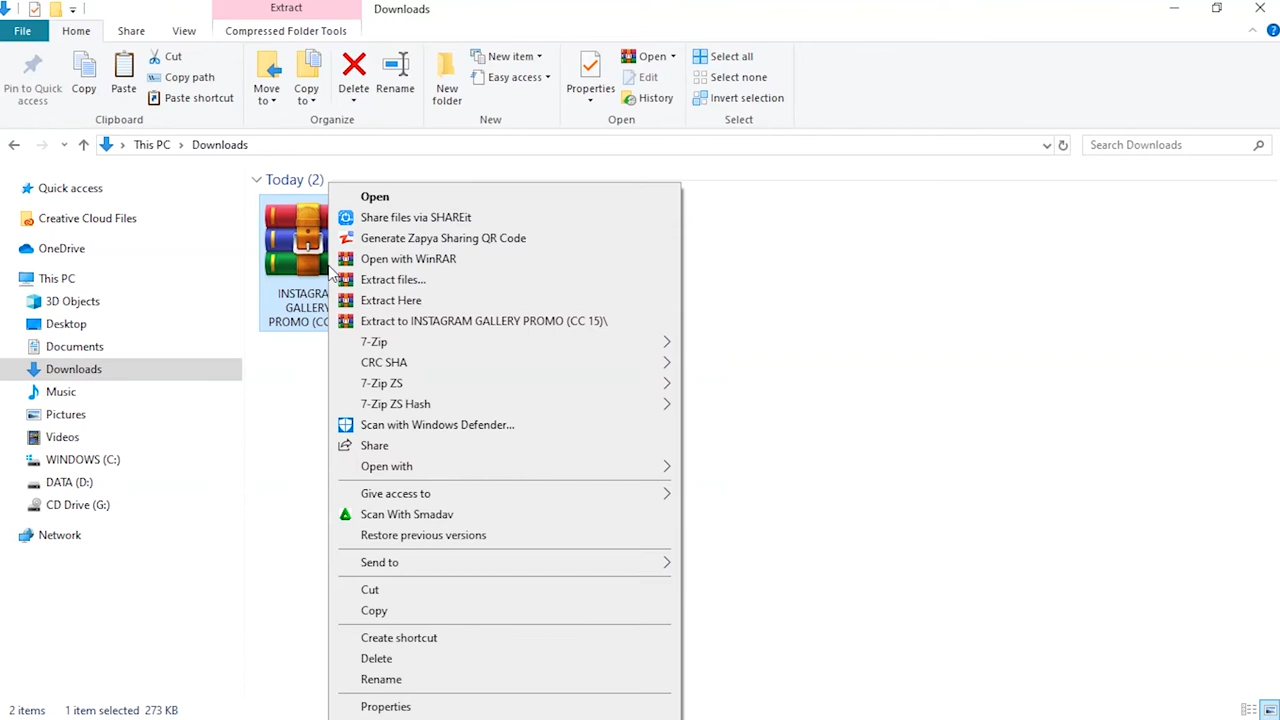 Extract
Downloads
File
Home
Share
View
Compressed Folder Tools
Pin to Quick
access
Copy
Paste
Cut
Copy path
Paste shortcut
Clipboard
Move
to
Copy
to
Delete
Rename
Organize
New
folder
New item
Easy access
New
Properties
Open
Edit
History
Open
Select all
Select none
Invert selection
Select
This PC
Downloads
Search Downloads
Quick access
Creative Cloud Files
OneDrive
This PC
3D Objects
Desktop
Documents
Downloads
Music
Pictures
Videos
WINDOWS (C:)
DATA (D:)
CD Drive (G:)
Network
Today (2)
INSTAGRA
GALLERY
PROMO (CC
Open
Share files via SHAREit
Generate Zapya Sharing QR Code
Open with WinRAR
Extract files...
Extract Here
Extract to INSTAGRAM GALLERY PROMO (CC 15)\
7-Zip
CRC SHA
7-Zip ZS
7-Zip ZS Hash
Scan with Windows Defender...
Share
Open with
Give access to
Scan With Smadav
Restore previous versions
Send to
Cut
Copy
Create shortcut
Delete
Rename
Properties
2 items
1 item selected 273 KB